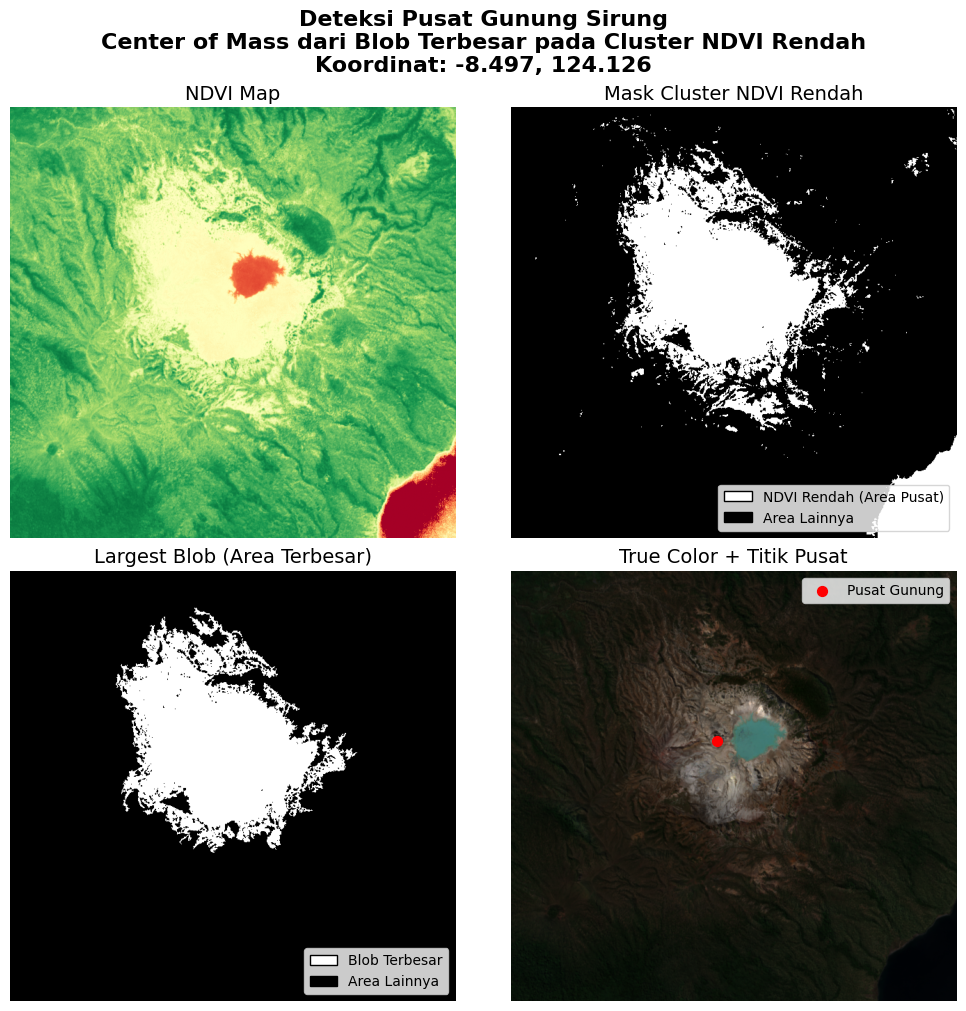 Deteksi Pusat Gunung Sirung
Center of Mass dari Blob Terbesar pada Cluster NDVI Rendah
Koordinat: -8.497, 124.126
NDVI Map
Mask Cluster NDVI Rendah
NDVI Rendah (Area Pusat)
Area Lainnya
Largest Blob (Area Terbesar)
True Color + Titik Pusat
Blob Terbesar
Area Lainnya
Pusat Gunung